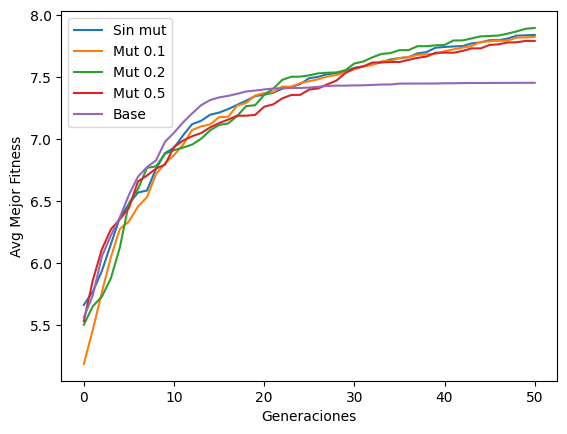 Sin mut
Mut 0.1
Mut 0.2
Mut 0.5
Base
8.0
7.5
7.0
6.5
6.0
5.5
Avg Mejor Fitness
0 10 20 30 40 50
Generaciones